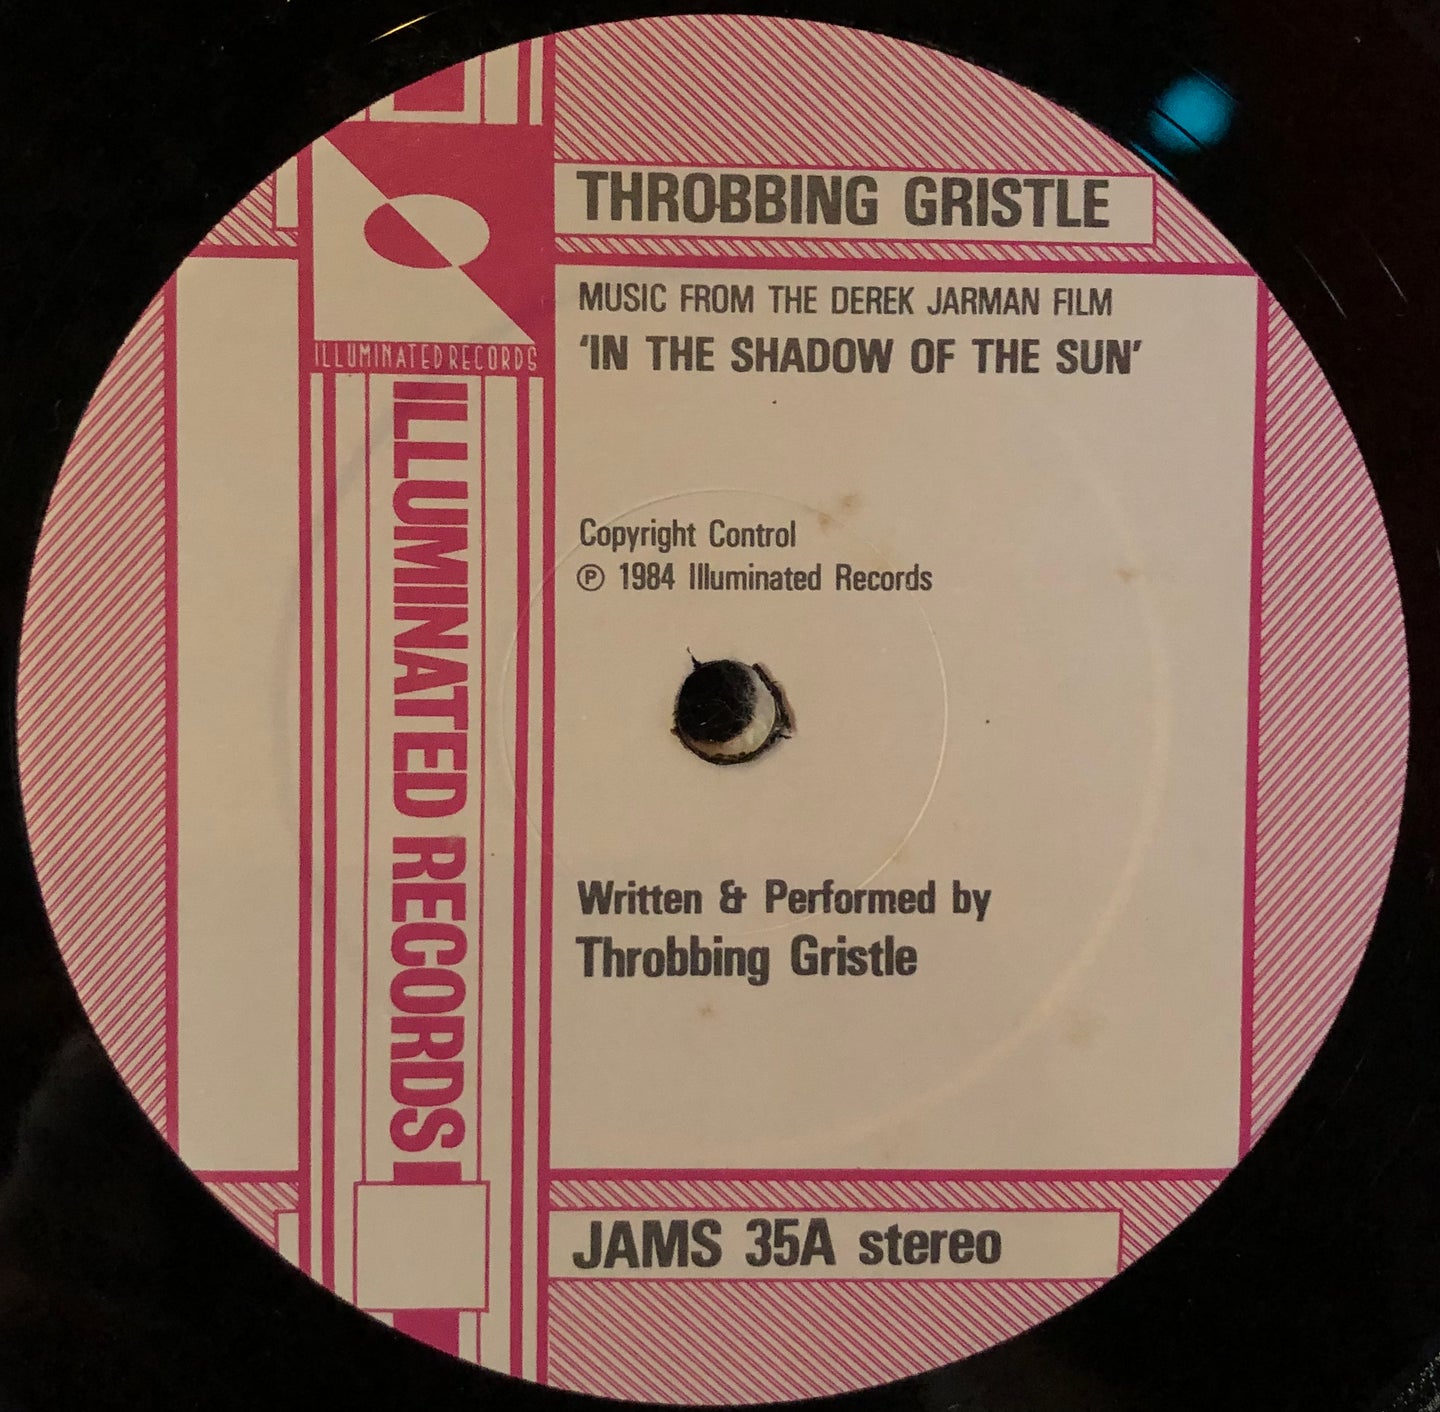 THROBBING GRISTLE
MUSIC FROM THE DEREK JARMAN FILM
'IN THE SHADOW OF THE SUN'
ILLUMINATED RECORDS
ILLUMINATED RECORDS
Copyright Control
℗ 1984 Illuminated Records
Written & Performed by
Throbbing Gristle
JAMS 35A stereo